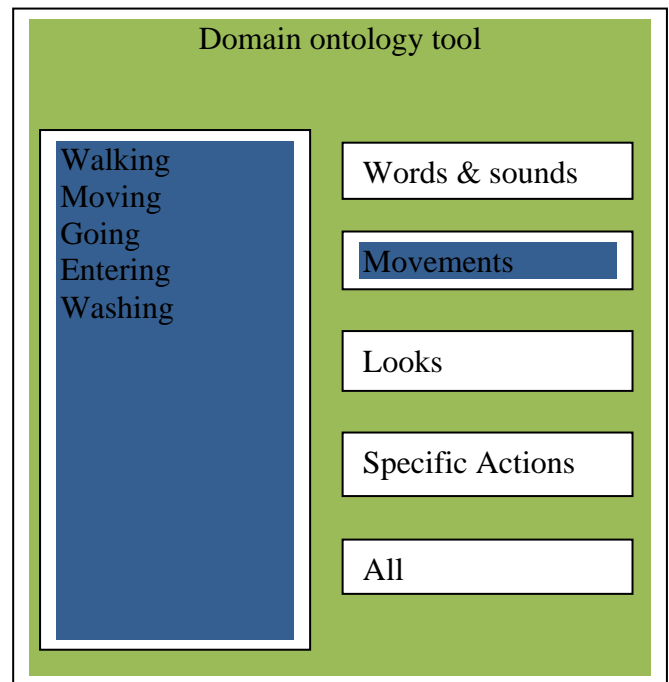 Domain ontology tool
Walking
Moving
Going
Entering
Washing
Words & sounds
Movements
Looks
Specific Actions
All